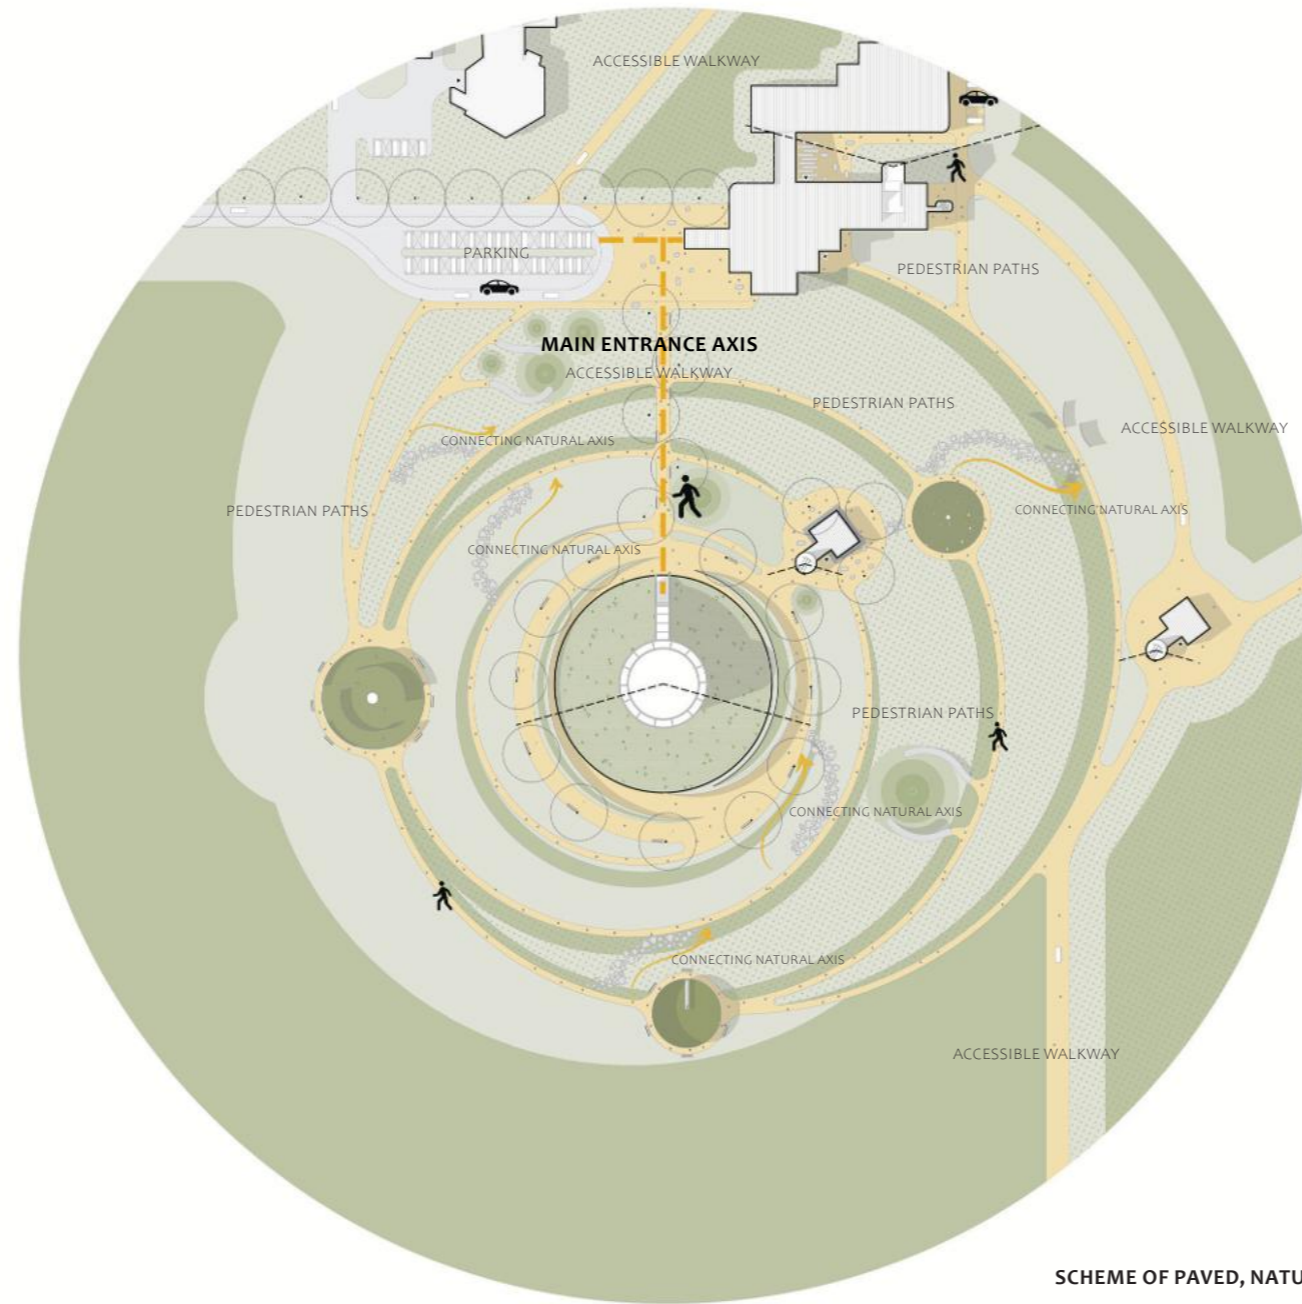 ACCESSIBLE WALKWAY
PARKING
PEDESTRIAN PATHS
MAIN ENTRANCE AXIS
ACCESSIBLE WALKWAY
PEDESTRIAN PATHS
ACCESSIBLE WALKWAY
CONNECTING NATURAL AXIS
PEDESTRIAN PATHS
CONNECTING NATURAL AXIS
CONNECTING NATURAL AXIS
PEDESTRIAN PATHS
CONNECTING NATURAL AXIS
CONNECTING NATURAL AXIS
ACCESSIBLE WALKWAY
SCHEME OF PAVED, NATU